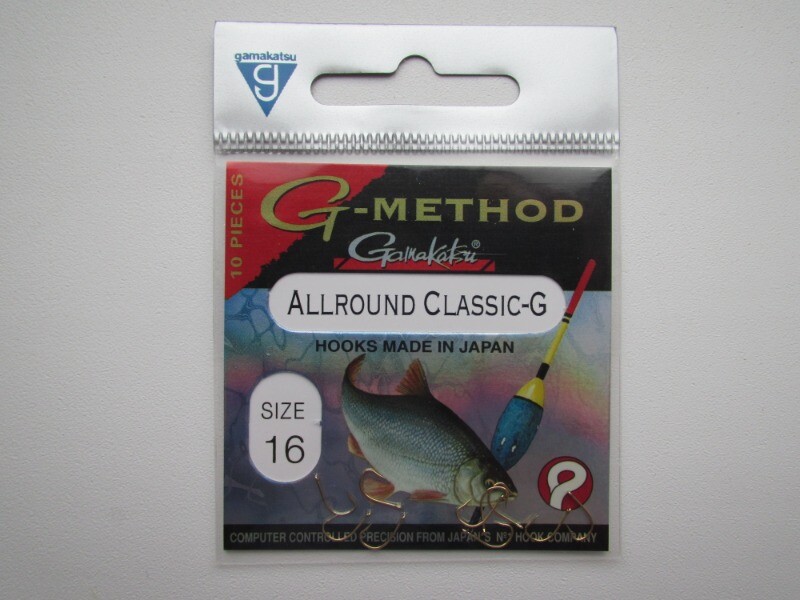 gamakatsu
10 PIECES
G-METHOD
Gamakatsu®
ALLROUND CLASSIC-G
HOOKS MADE IN JAPAN
SIZE
16
COMPUTER CONTROLLED PRECISION FROM JAPAN'S Nº1 HOOK COMPANY